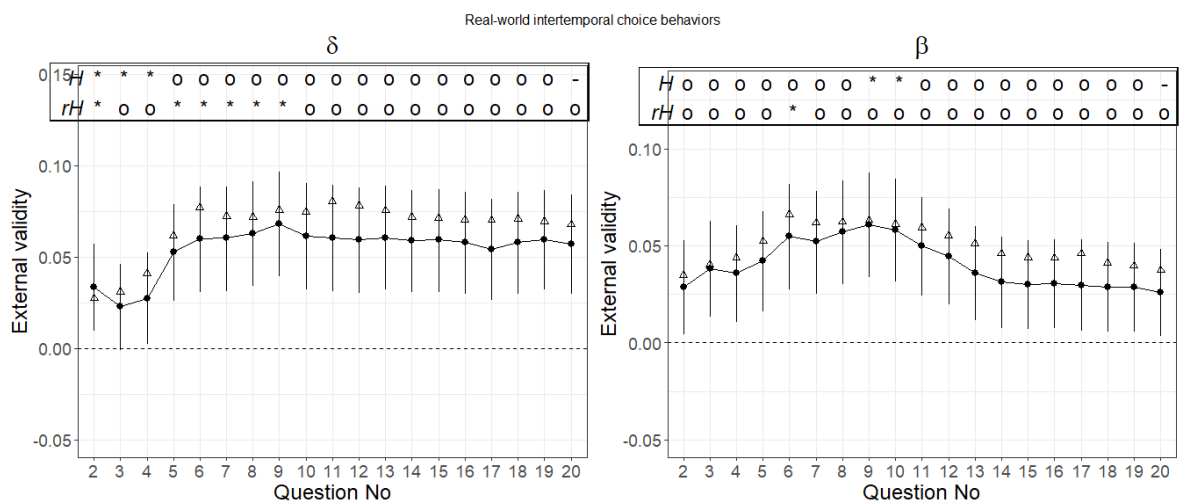 Real-world intertemporal choice behaviors
δ
0.15
H * * * o o o o o o o o o o o o o o o -
rH * o o * * * * * o o o o o o o o o o o
0.10
0.05
0.00
-0.05
External validity
2 3 4 5 6 7 8 9 10 11 12 13 14 15 16 17 18 19 20
Question No
β
H o o o o o o o * * o o o o o o o o o -
rH o o o o * o o o o o o o o o o o o o o
0.10
0.05
0.00
-0.05
External validity
2 3 4 5 6 7 8 9 10 11 12 13 14 15 16 17 18 19 20
Question No